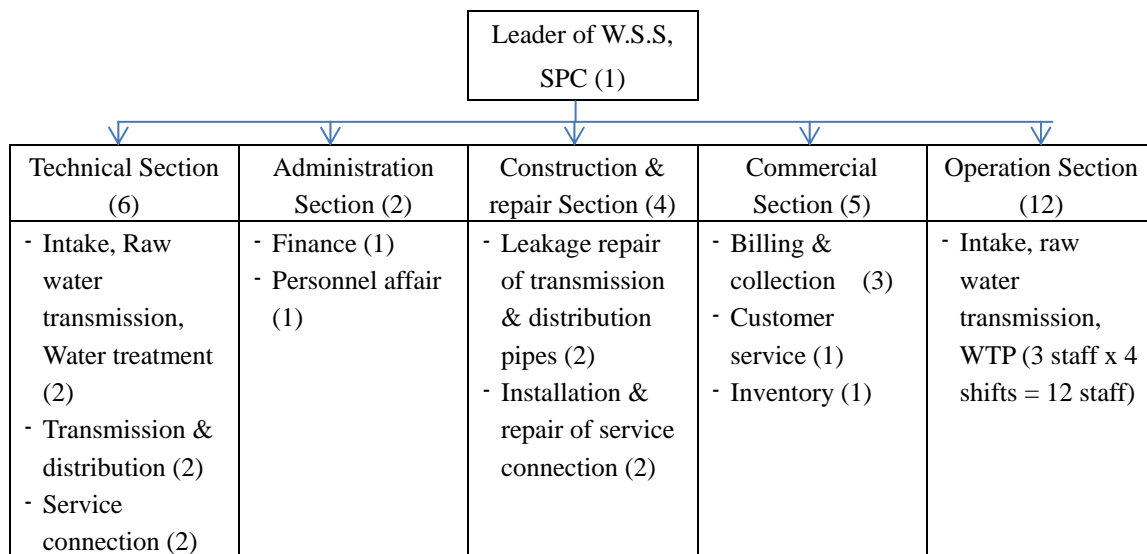 Leader of W.S.S,
SPC (1)
Technical Section
(6)
- Intake, Raw
water
transmission,
Water treatment
(2)
- Transmission &
distribution (2)
- Service
connection (2)
Administration
Section (2)
- Finance (1)
- Personnel affair
(1)
Construction &
repair Section (4)
- Leakage repair
of transmission
& distribution
pipes (2)
- Installation &
repair of service
connection (2)
Commercial
Section (5)
- Billing &
collection (3)
- Customer
service (1)
- Inventory (1)
Operation Section
(12)
- Intake, raw
water
transmission,
WTP (3 staff x 4
shifts = 12 staff)